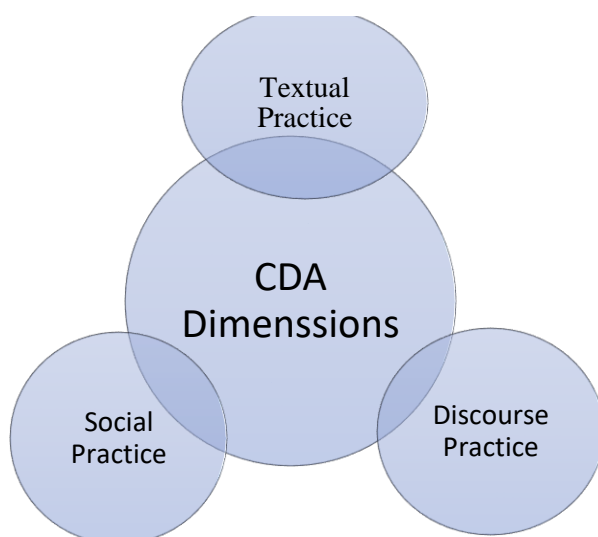 Textual
Practice
CDA
Dimenssions
Social
Practice
Discourse
Practice